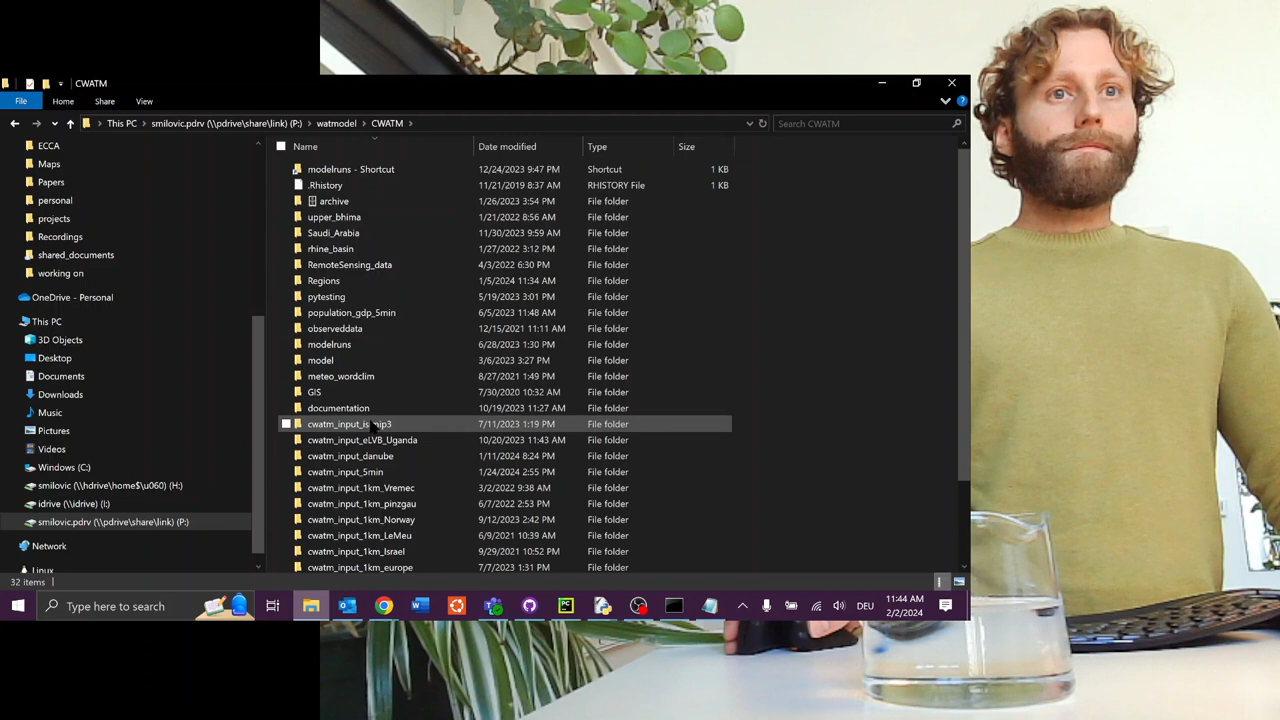 CWATM
File Home Share View
This PC > smilovic.pdrv (\\pdrive\share\link) (P:) > watmodel > CWATM >
Search CWATM
ECCA
Maps
Papers
personal
projects
Recordings
shared_documents
working on
OneDrive - Personal
This PC
3D Objects
Desktop
Documents
Downloads
Music
Pictures
Videos
Windows (C:)
smilovic (\\hdrive\home$\u060) (H:)
idrive (\\idrive) (I:)
smilovic.pdrv (\\pdrive\share\link) (P:)
Network
Linux
Name Date modified Type Size
modelruns - Shortcut 12/24/2023 9:47 PM Shortcut 1 KB
.Rhistory 11/21/2019 8:37 AM RHISTORY File 1 KB
archive 1/26/2023 3:54 PM File folder
upper_bhima 1/21/2022 8:56 AM File folder
Saudi_Arabia 11/30/2023 9:59 AM File folder
rhine_basin 1/27/2022 3:12 PM File folder
RemoteSensing_data 4/3/2022 6:30 PM File folder
Regions 1/5/2024 11:34 AM File folder
pytesting 5/19/2023 3:01 PM File folder
population_gdp_5min 6/5/2023 11:48 AM File folder
observeddata 12/15/2021 11:11 AM File folder
modelruns 6/28/2023 1:30 PM File folder
model 3/6/2023 3:27 PM File folder
meteo_wordclim 8/27/2021 1:49 PM File folder
GIS 7/30/2020 10:32 AM File folder
documentation 10/19/2023 11:27 AM File folder
cwatm_input_isimip3 7/11/2023 1:19 PM File folder
cwatm_input_eLVB_Uganda 10/20/2023 11:43 AM File folder
cwatm_input_danube 1/11/2024 8:24 PM File folder
cwatm_input_5min 1/24/2024 2:55 PM File folder
cwatm_input_1km_Vremec 3/2/2022 9:38 AM File folder
cwatm_input_1km_pinzgau 6/7/2022 2:53 PM File folder
cwatm_input_1km_Norway 9/12/2023 2:42 PM File folder
cwatm_input_1km_LeMeu 6/9/2021 10:39 AM File folder
cwatm_input_1km_Israel 9/29/2021 10:52 PM File folder
cwatm_input_1km_europe 7/7/2023 1:31 PM File folder
32 items
Type here to search
DEU
11:44 AM
2/2/2024